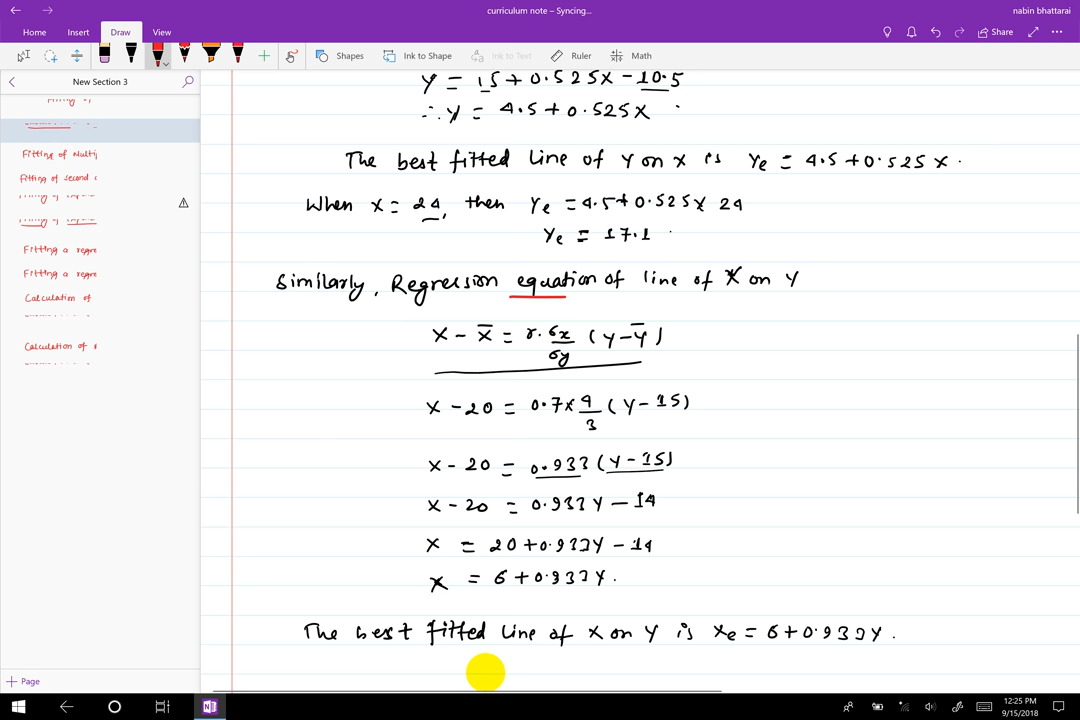 curriculum note – Syncing...
nabin bhattarai
Home Insert Draw View
Share
Shapes Ink to Shape Ink to Text Ruler Math
New Section 3
Fitting of
Fitting of Multi
Fitting of second
Fitting a regre
Fitting a regre
Calculation of
Calculation of
+ Page
Y = 15 + 0.525X - 10.5
∴ Y = 4.5 + 0.525X
The best fitted line of Y on X is Ye = 4.5 + 0.525X.
When X = 24, then Ye = 4.5 + 0.525 X 24
Ye = 17.1
Similarly, Regression equation of line of X on Y
X - X̅ = r. σx/σy (Y - Y̅)
X - 20 = 0.7 × 4/3 (Y - 15)
X - 20 = 0.933 (Y - 15)
X - 20 = 0.933Y - 14
X = 20 + 0.933Y - 14
X = 6 + 0.933Y.
The best fitted line of X on Y is Xe = 6 + 0.933Y.
12:25 PM
9/15/2018